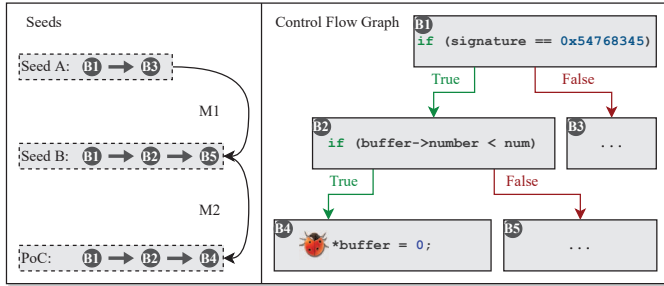 Seeds
Seed A: B1 B3
M1
Seed B: B1 B2 B5
M2
PoC: B1 B2 B4
Control Flow Graph
B1
if (signature == 0x54768345)
True
False
B2
if (buffer->number < num)
B3
...
True
False
B4
*buffer = 0;
B5
...